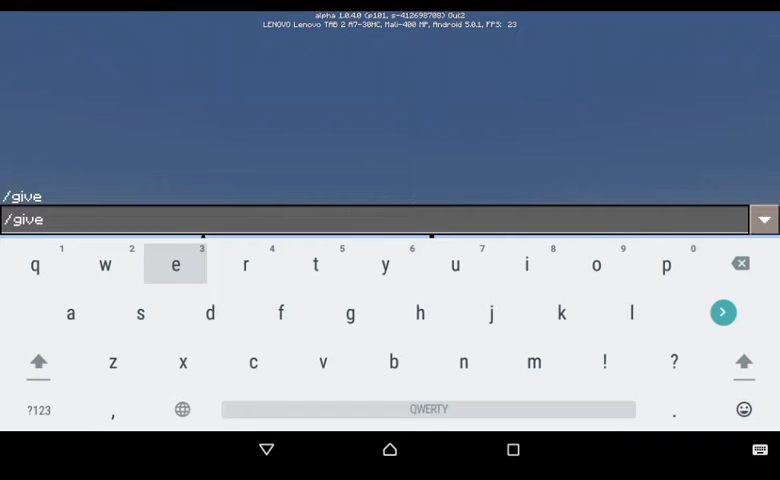 alpha 1.0.4.0 (p101, s-412698708) Out2
LENOVO Lenovo TAB 2 A7-30HC, Mali-400 MP, Android 5.0.1, FPS: 23
/give
/give
1 2 3 4 5 6 7 8 9 0
q w e r t y u i o p
a s d f g h j k l
z x c v b n m ! ?
?123 , QWERTY .